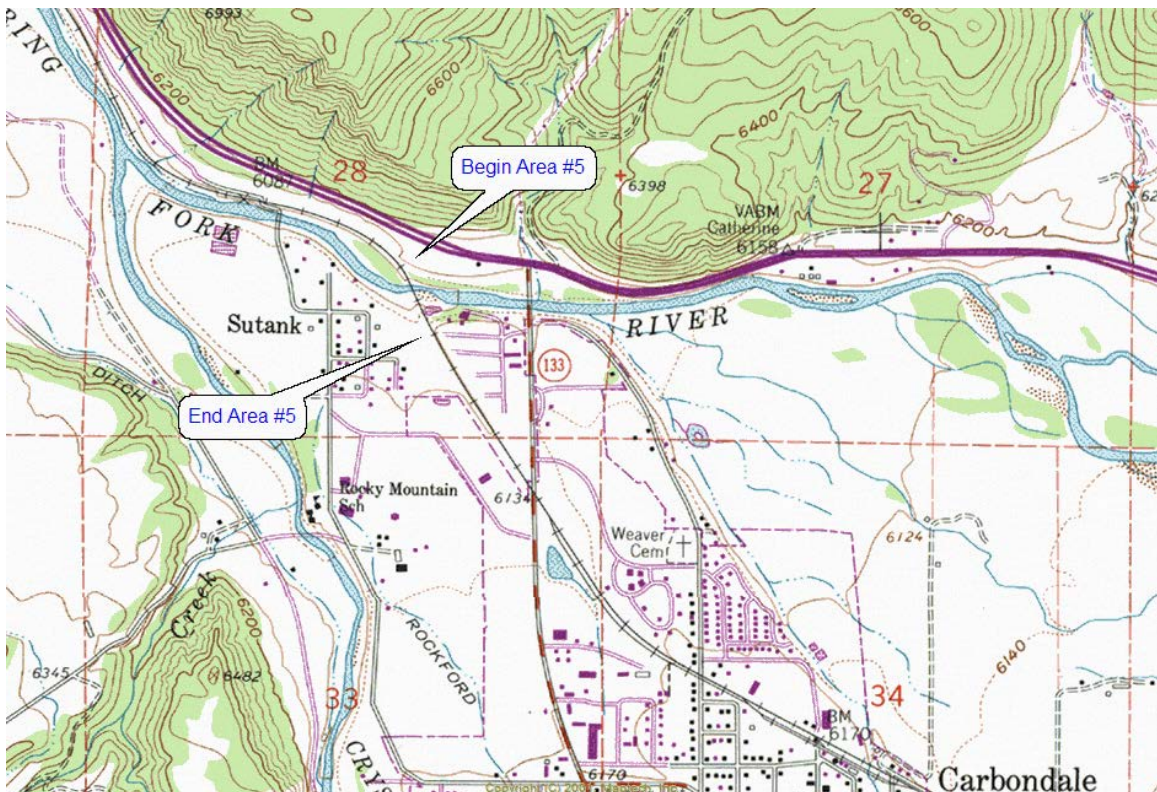 6993
6200
6600
RING
BM
6087
28
FORK
Begin Area #5
6400
6398
27
VABM
Catherine
6158
6200
Sutank
RIVER
133
DITCH
End Area #5
Rocky Mountain
Sch
6134
Weaver
Cem
6124
Creek
6200
6345
6482
33
ROCKFORD
6140
34
BM
6170
CRYS
6170
Carbondale